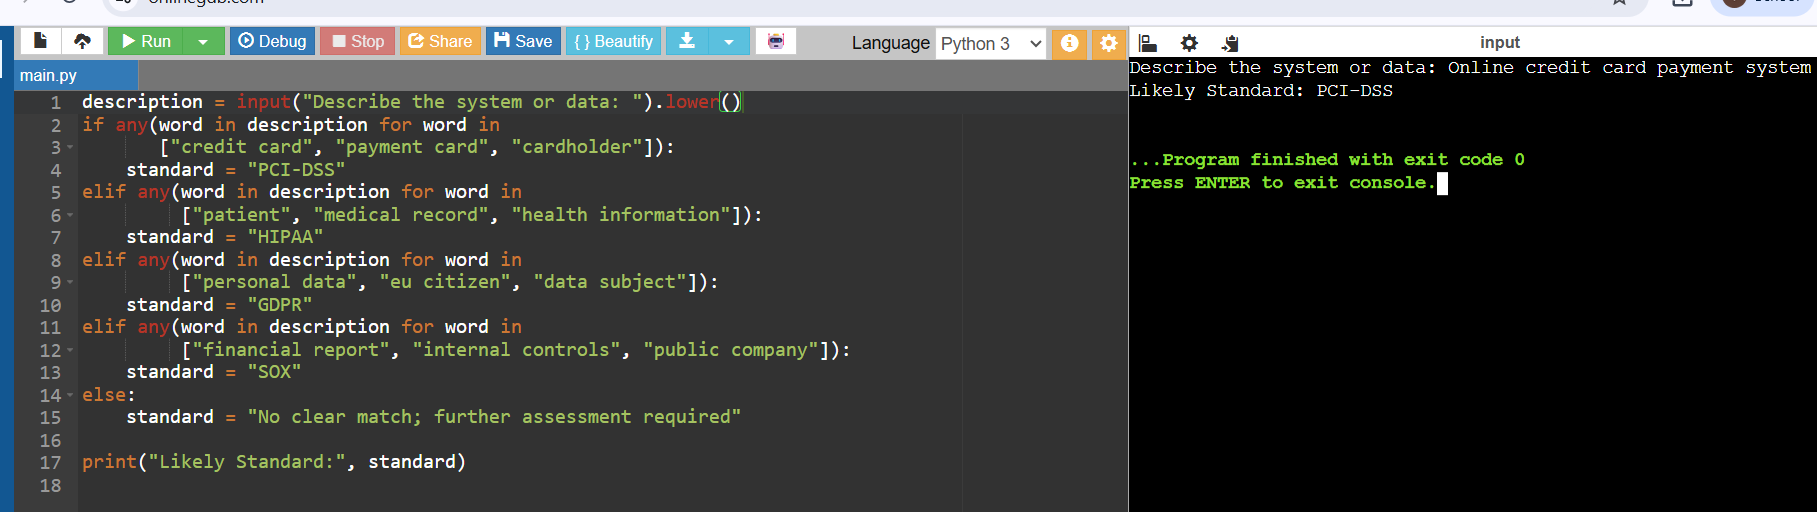 Run
Debug
Stop
Share
Save
{ } Beautify
Language Python 3
input
main.py
1 description = input("Describe the system or data: ").lower()
2 if any(word in description for word in
3        ["credit card", "payment card", "cardholder"]):
4     standard = "PCI-DSS"
5 elif any(word in description for word in
6          ["patient", "medical record", "health information"]):
7     standard = "HIPAA"
8 elif any(word in description for word in
9          ["personal data", "eu citizen", "data subject"]):
10     standard = "GDPR"
11 elif any(word in description for word in
12          ["financial report", "internal controls", "public company"]):
13     standard = "SOX"
14 else:
15     standard = "No clear match; further assessment required"
16
17 print("Likely Standard:", standard)
18
Describe the system or data: Online credit card payment system
Likely Standard: PCI-DSS
...Program finished with exit code 0
Press ENTER to exit console.